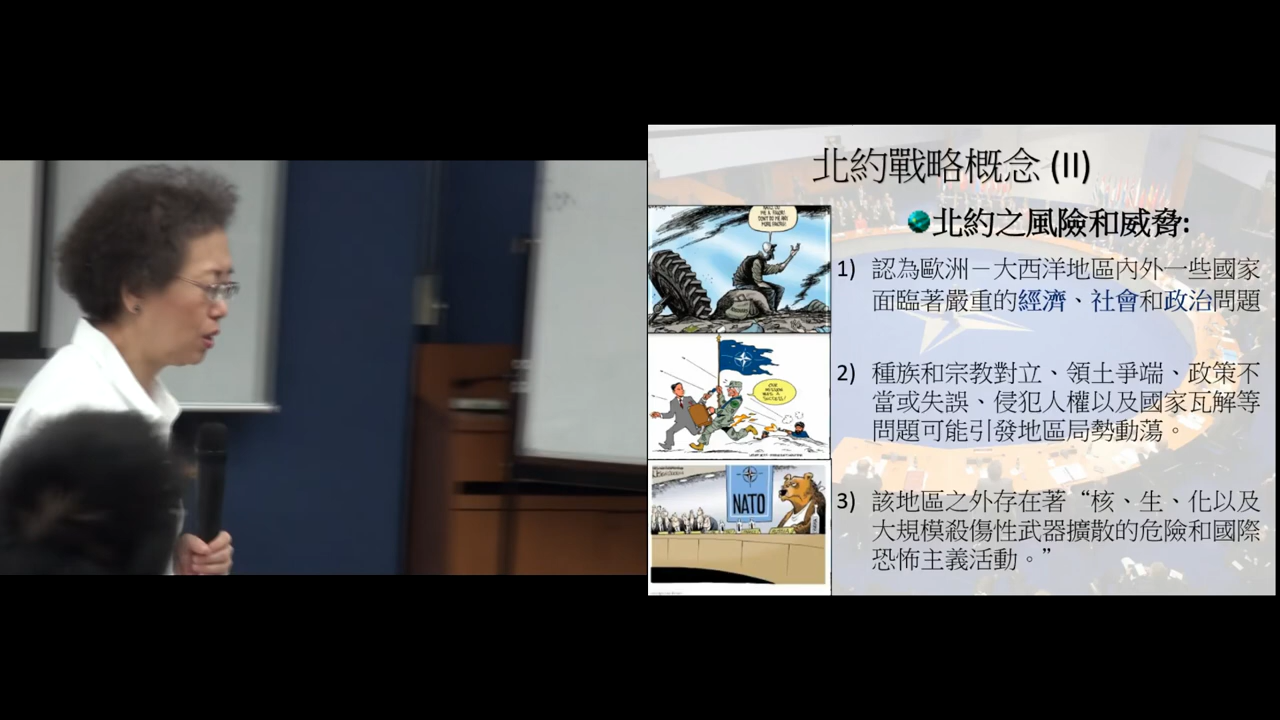 北約戰略概念 (II)
北約之風險和威脅:
1) 認為歐洲－大西洋地區內外一些國家
面臨著嚴重的經濟、社會和政治問題
2) 種族和宗教對立、領土爭端、政策不
當或失誤、侵犯人權以及國家瓦解等
問題可能引發地區局勢動蕩。
3) 該地區之外存在著“核、生、化以及
大規模殺傷性武器擴散的危險和國際
恐怖主義活動。”
NATO